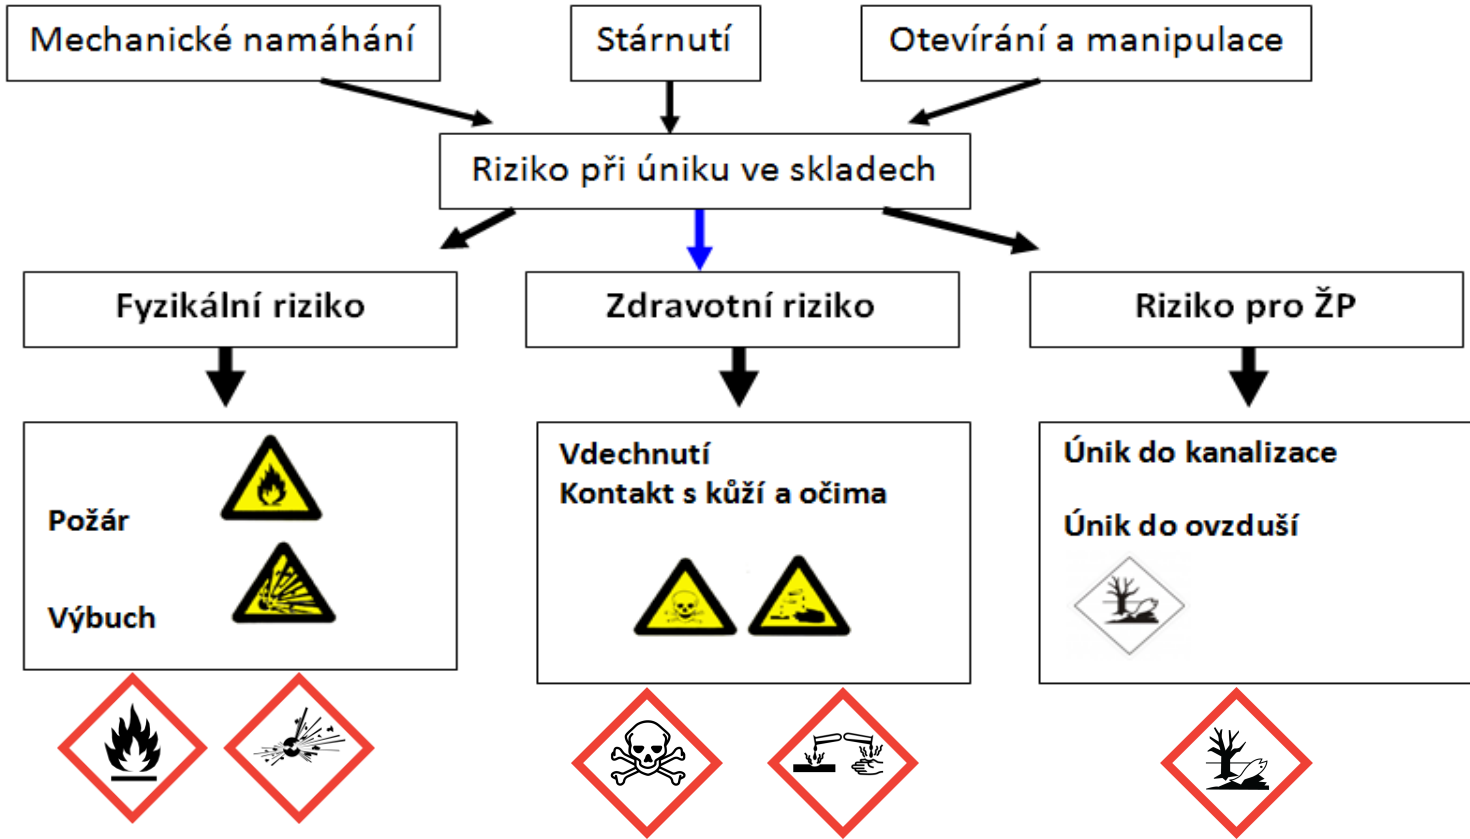 Mechanické namáhání
Stárnutí
Otevírání a manipulace
Riziko při úniku ve skladech
Fyzikální riziko
Zdravotní riziko
Riziko pro ŽP
Požár
Výbuch
Vdechnutí
Kontakt s kůží a očima
Únik do kanalizace
Únik do ovzduší